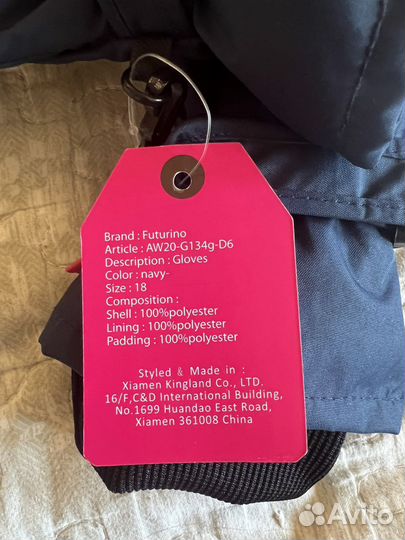 Brand : Futurino
Article : AW20-G134g-D6
Description : Gloves
Color : navy-
Size : 18
Composition :
Shell : 100%polyester
Lining : 100%polyester
Padding : 100%polyester
Styled & Made in :
Xiamen Kingland Co., LTD.
16/F,C&D International Building,
No.1699 Huandao East Road,
Xiamen 361008 China
Avito